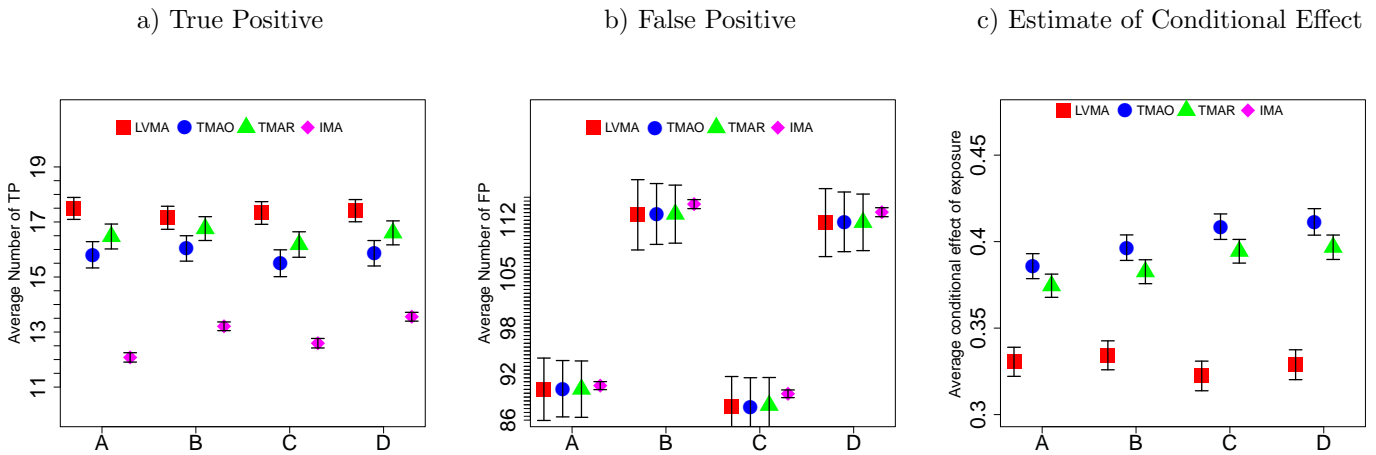 a) True Positive
LVMA TMAO TMAR IMA
Average Number of TP
19
17
15
13
11
A B C D
b) False Positive
LVMA TMAO TMAR IMA
Average Number of FP
112
105
98
92
86
A B C D
c) Estimate of Conditional Effect
LVMA TMAO TMAR IMA
Average conditional effect of exposure
0.45
0.4
0.35
0.3
A B C D